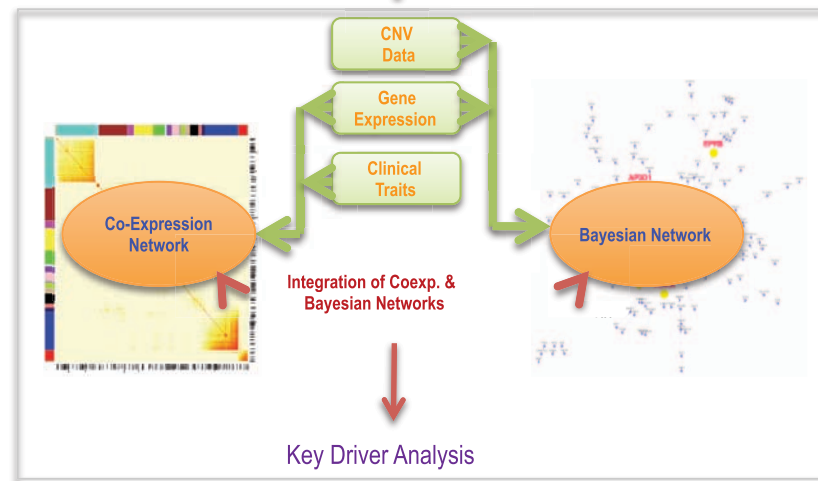 CNV
Data
Gene
Expression
Clinical
Traits
Co-Expression
Network
Bayesian Network
Integration of Coexp. &
Bayesian Networks
Key Driver Analysis